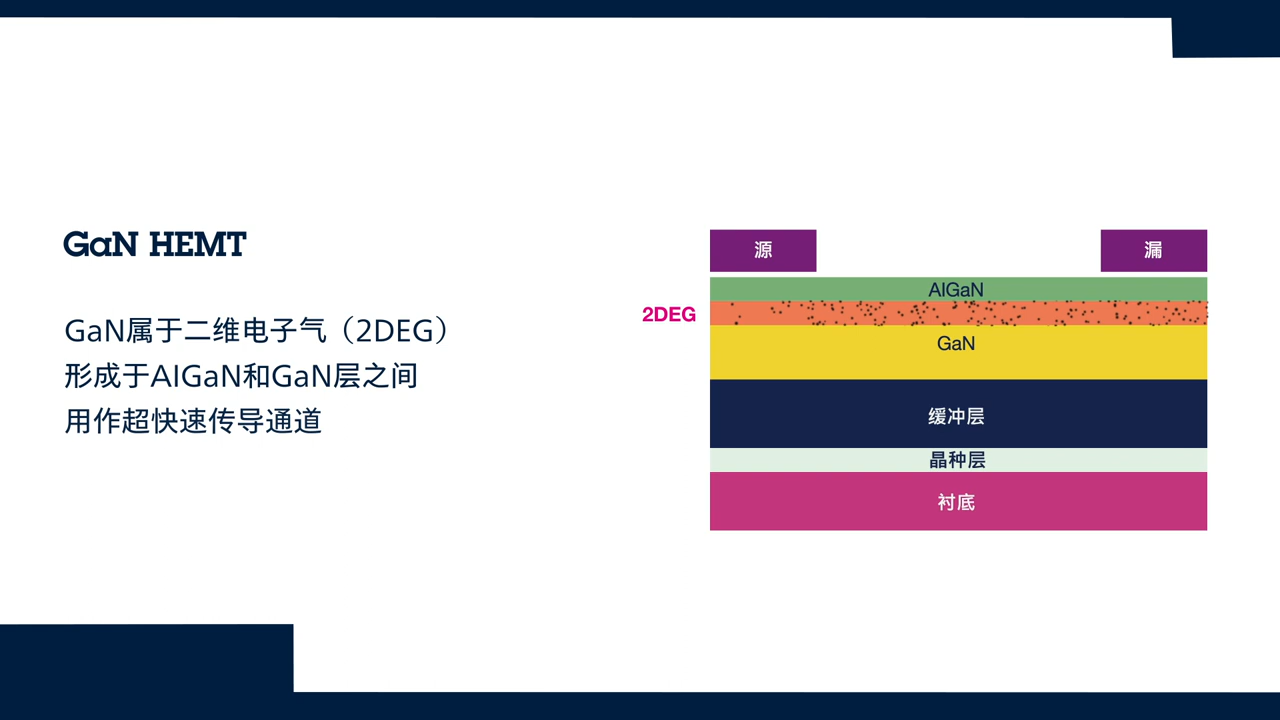 GaN HEMT
GaN属于二维电子气（2DEG）
形成于AlGaN和GaN层之间
用作超快速传导通道
源
漏
AlGaN
2DEG
GaN
缓冲层
晶种层
衬底